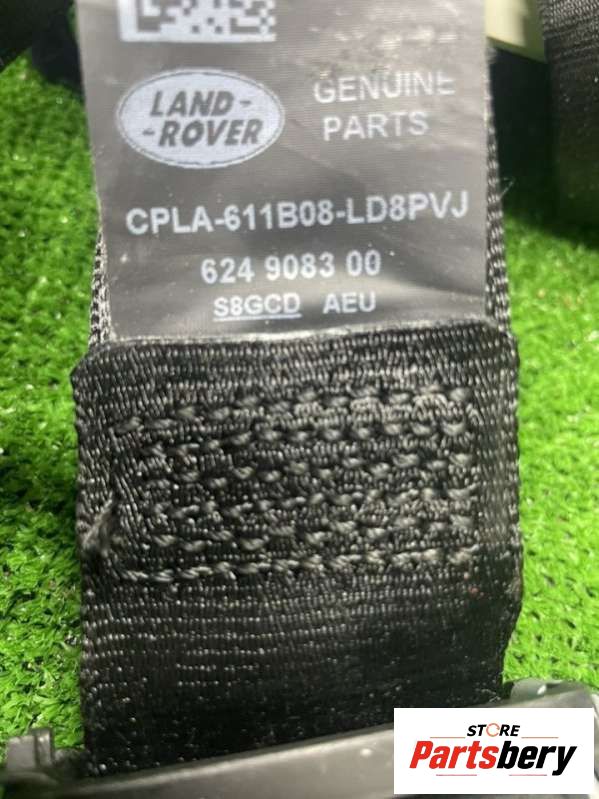 LAND-
-ROVER
GENUINE
PARTS
CPLA-611B08-LD8PVJ
624 9083 00
S8GCD AEU
STORE
Partsbery